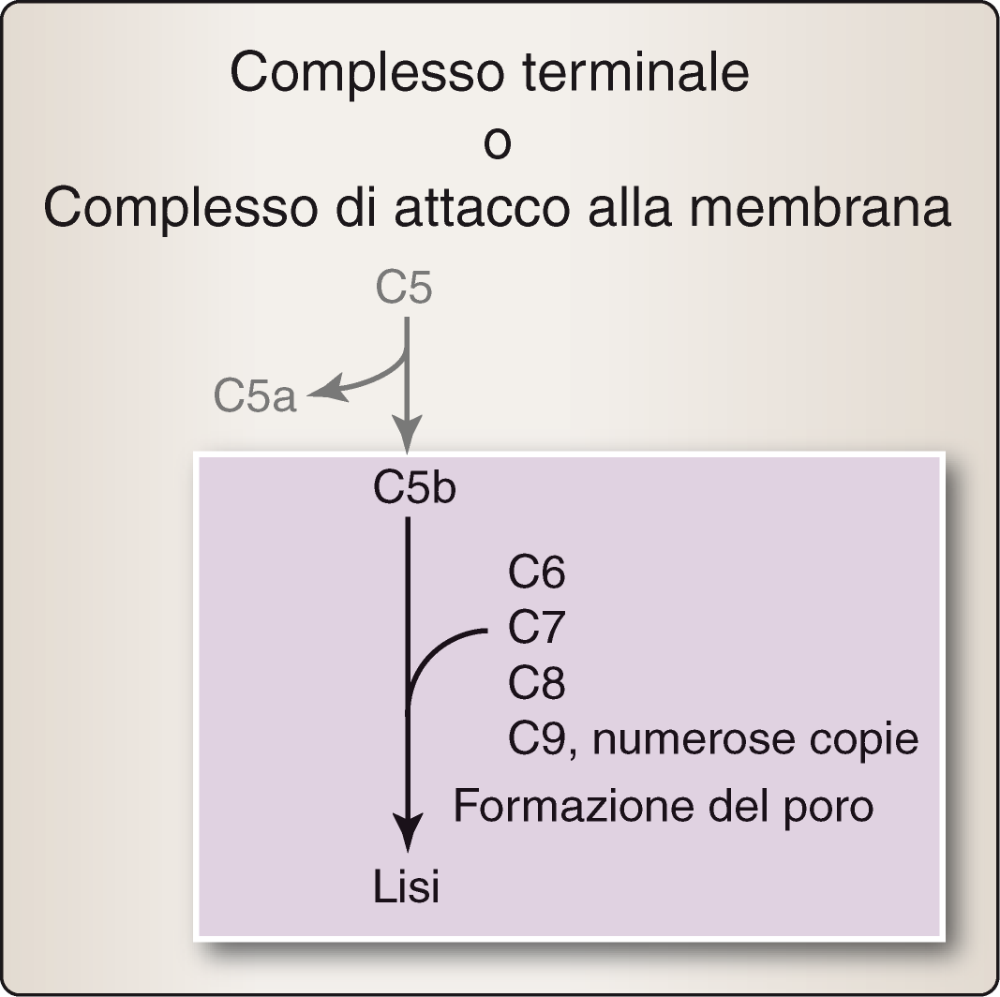 Complesso terminale
o
Complesso di attacco alla membrana
C5
C5a
C5b
C6
C7
C8
C9, numerose copie
Formazione del poro
Lisi